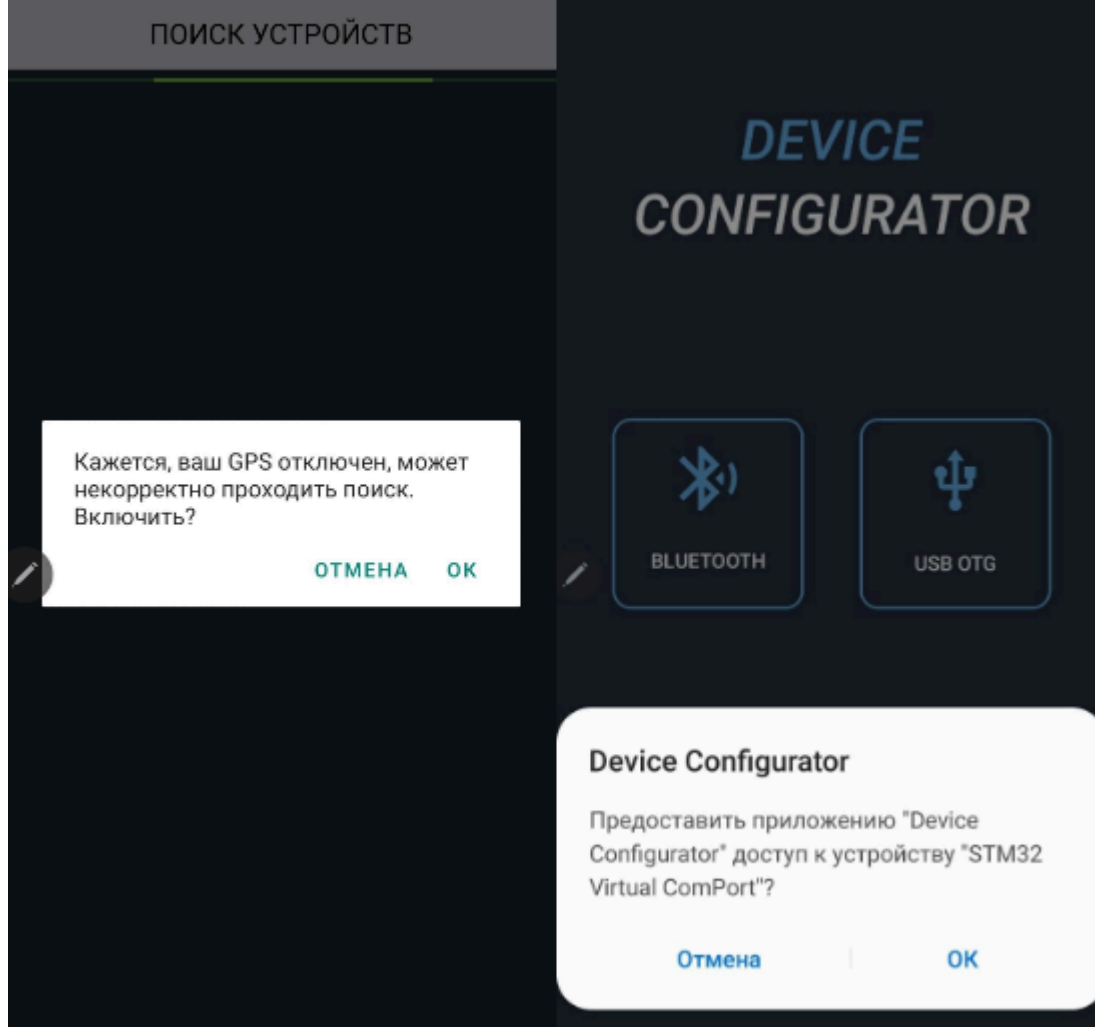 ПОИСК УСТРОЙСТВ
Кажется, ваш GPS отключен, может
некорректно проходить поиск.
Включить?
ОТМЕНА ОК
DEVICE
CONFIGURATOR
BLUETOOTH
USB OTG
Device Configurator
Предоставить приложению "Device
Configurator" доступ к устройству "STM32
Virtual ComPort"?
Отмена ОК